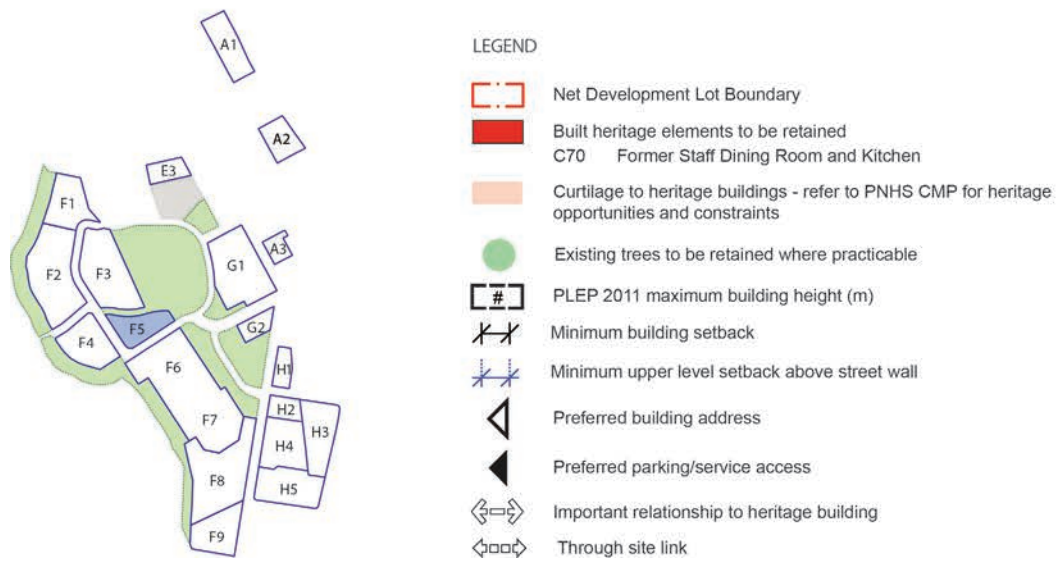 A1
A2
E3
F1
A3
G1
F2
F3
F5
G2
F4
F6
H1
H2
F7
H3
H4
F8
H5
F9
LEGEND
Net Development Lot Boundary
Built heritage elements to be retained
C70 Former Staff Dining Room and Kitchen
Curtilage to heritage buildings - refer to PNHS CMP for heritage
opportunities and constraints
Existing trees to be retained where practicable
# PLEP 2011 maximum building height (m)
Minimum building setback
Minimum upper level setback above street wall
Preferred building address
Preferred parking/service access
Important relationship to heritage building
Through site link